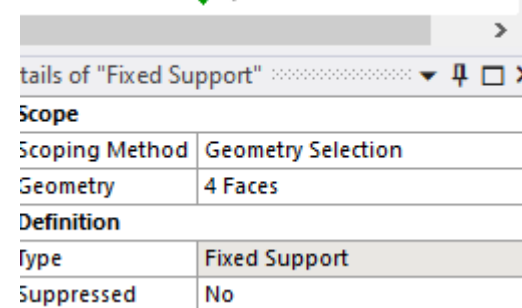 tails of "Fixed Support"
Scope
Scoping Method Geometry Selection
Geometry 4 Faces
Definition
Type Fixed Support
Suppressed No